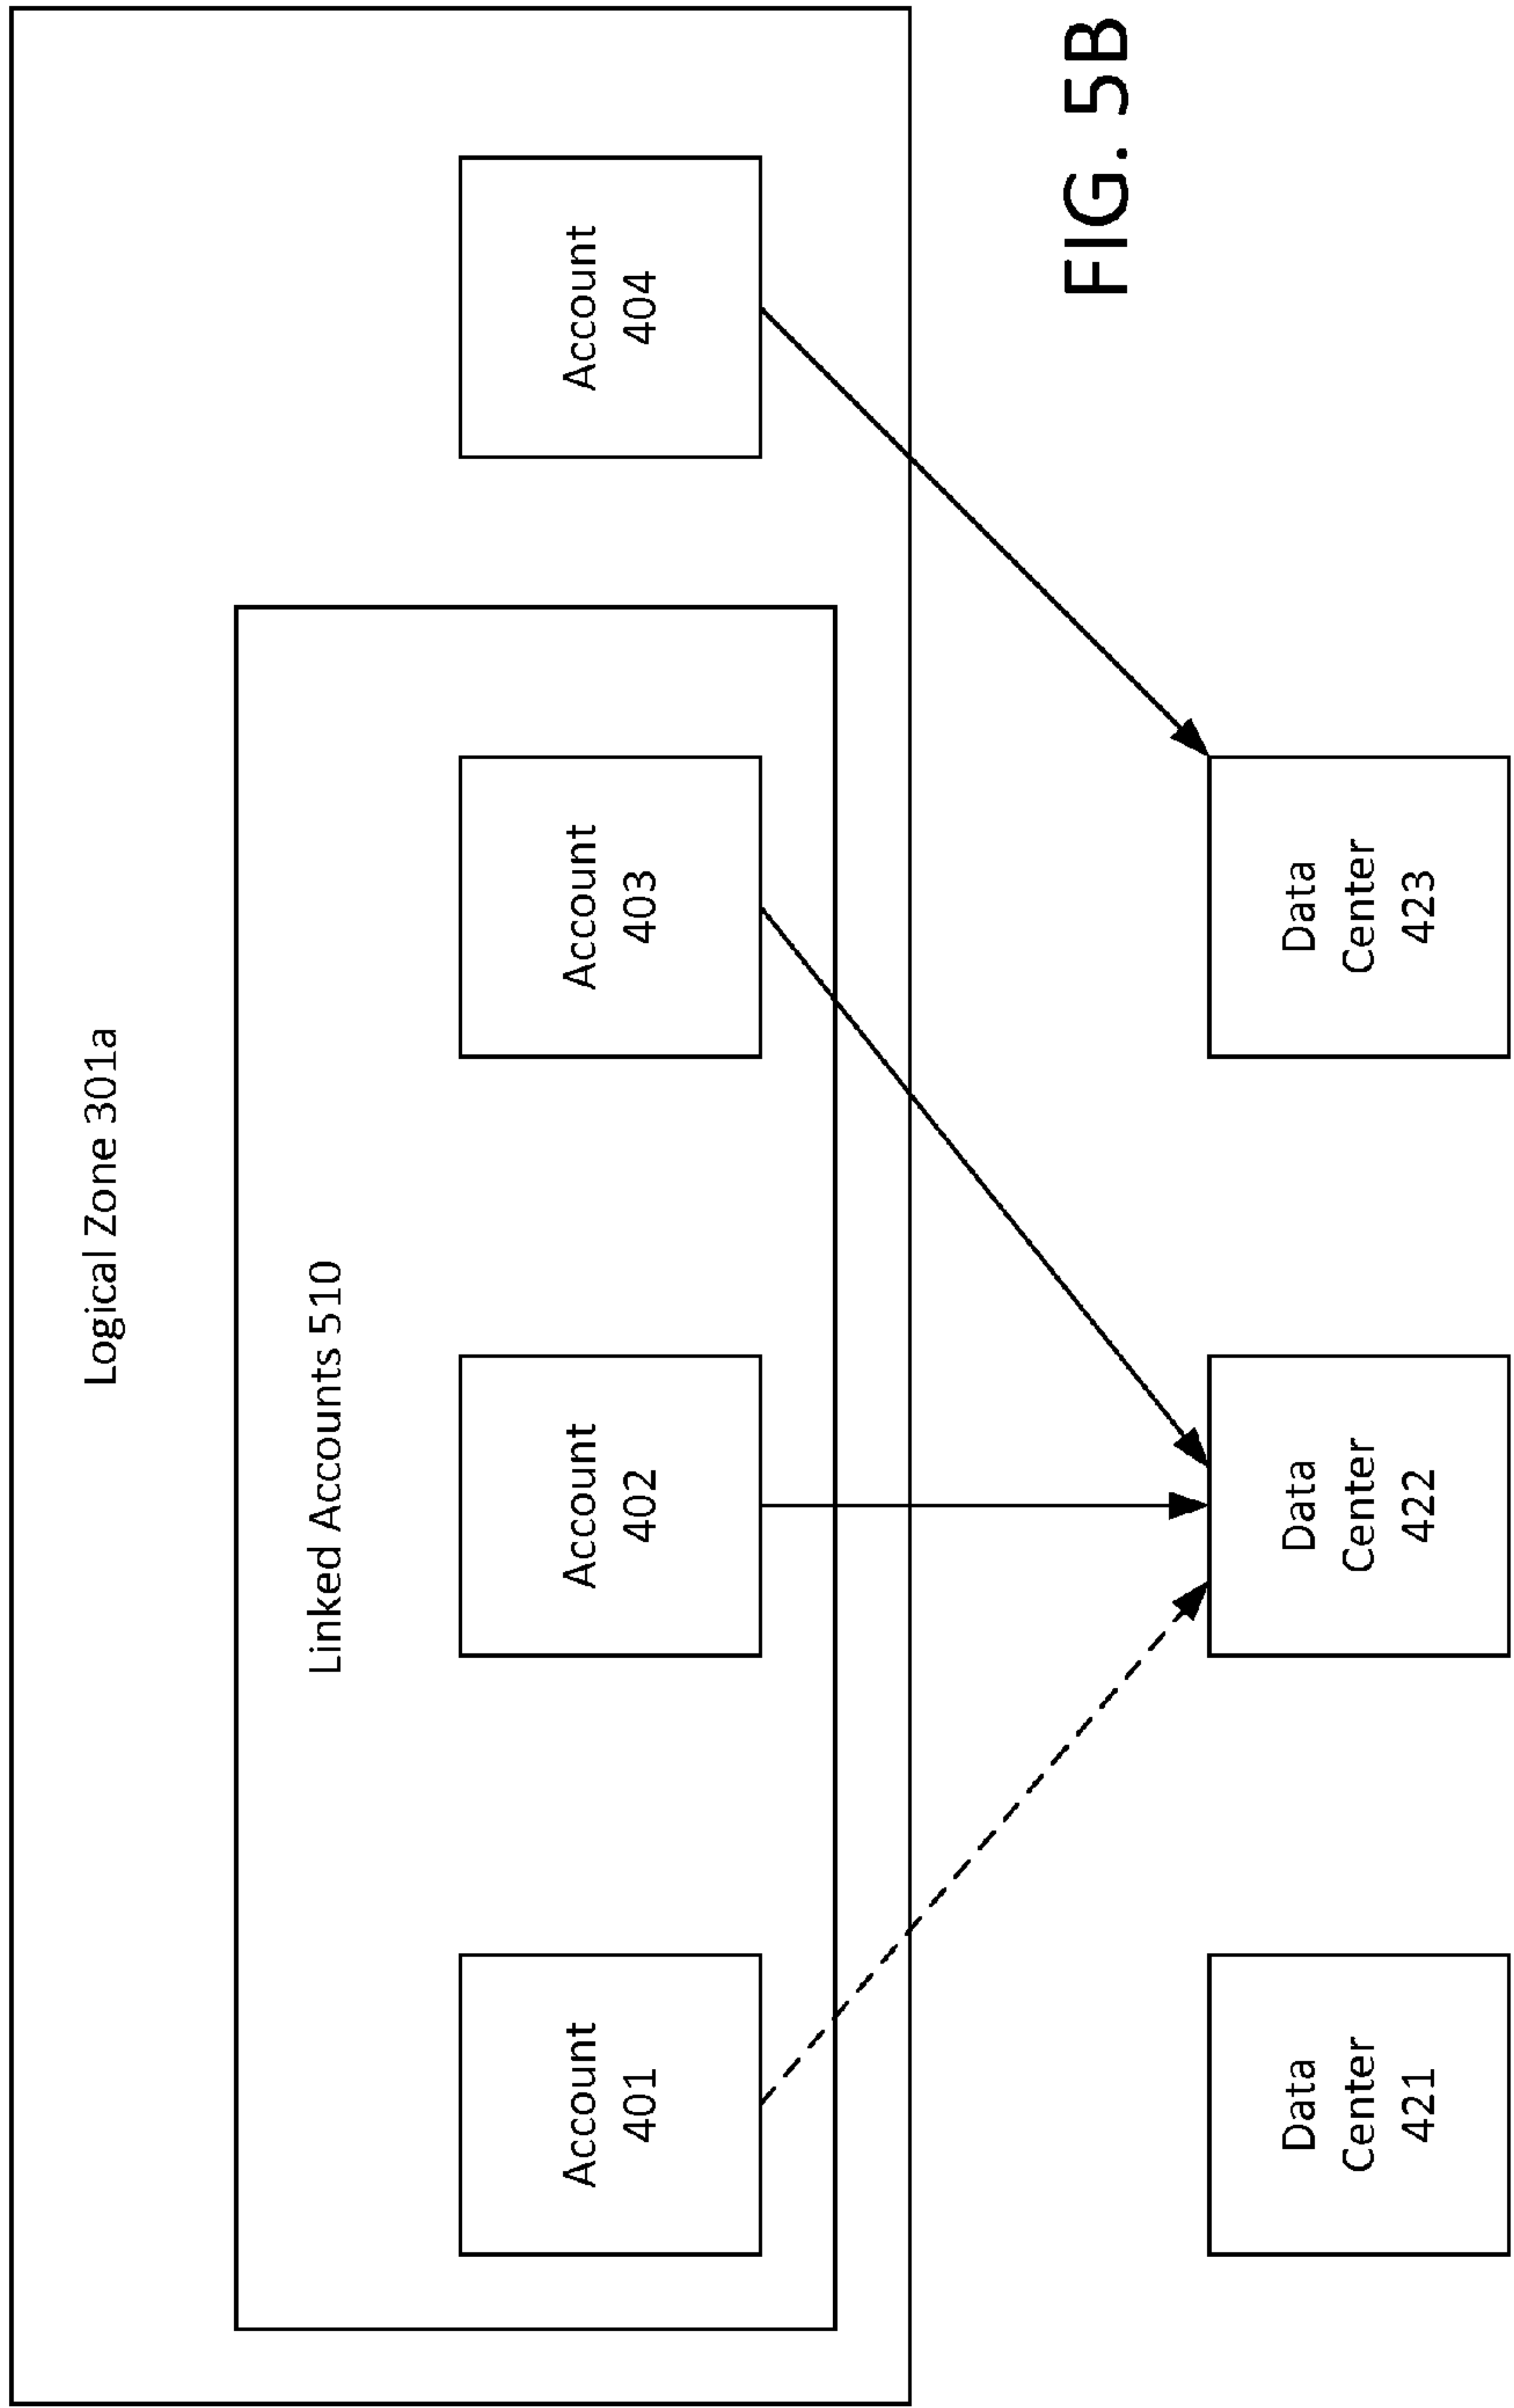 Logical Zone 301a
Linked Accounts 510
Account
401
Account
402
Account
403
Account
404
Data
Center
421
Data
Center
422
Data
Center
423
FIG. 5B